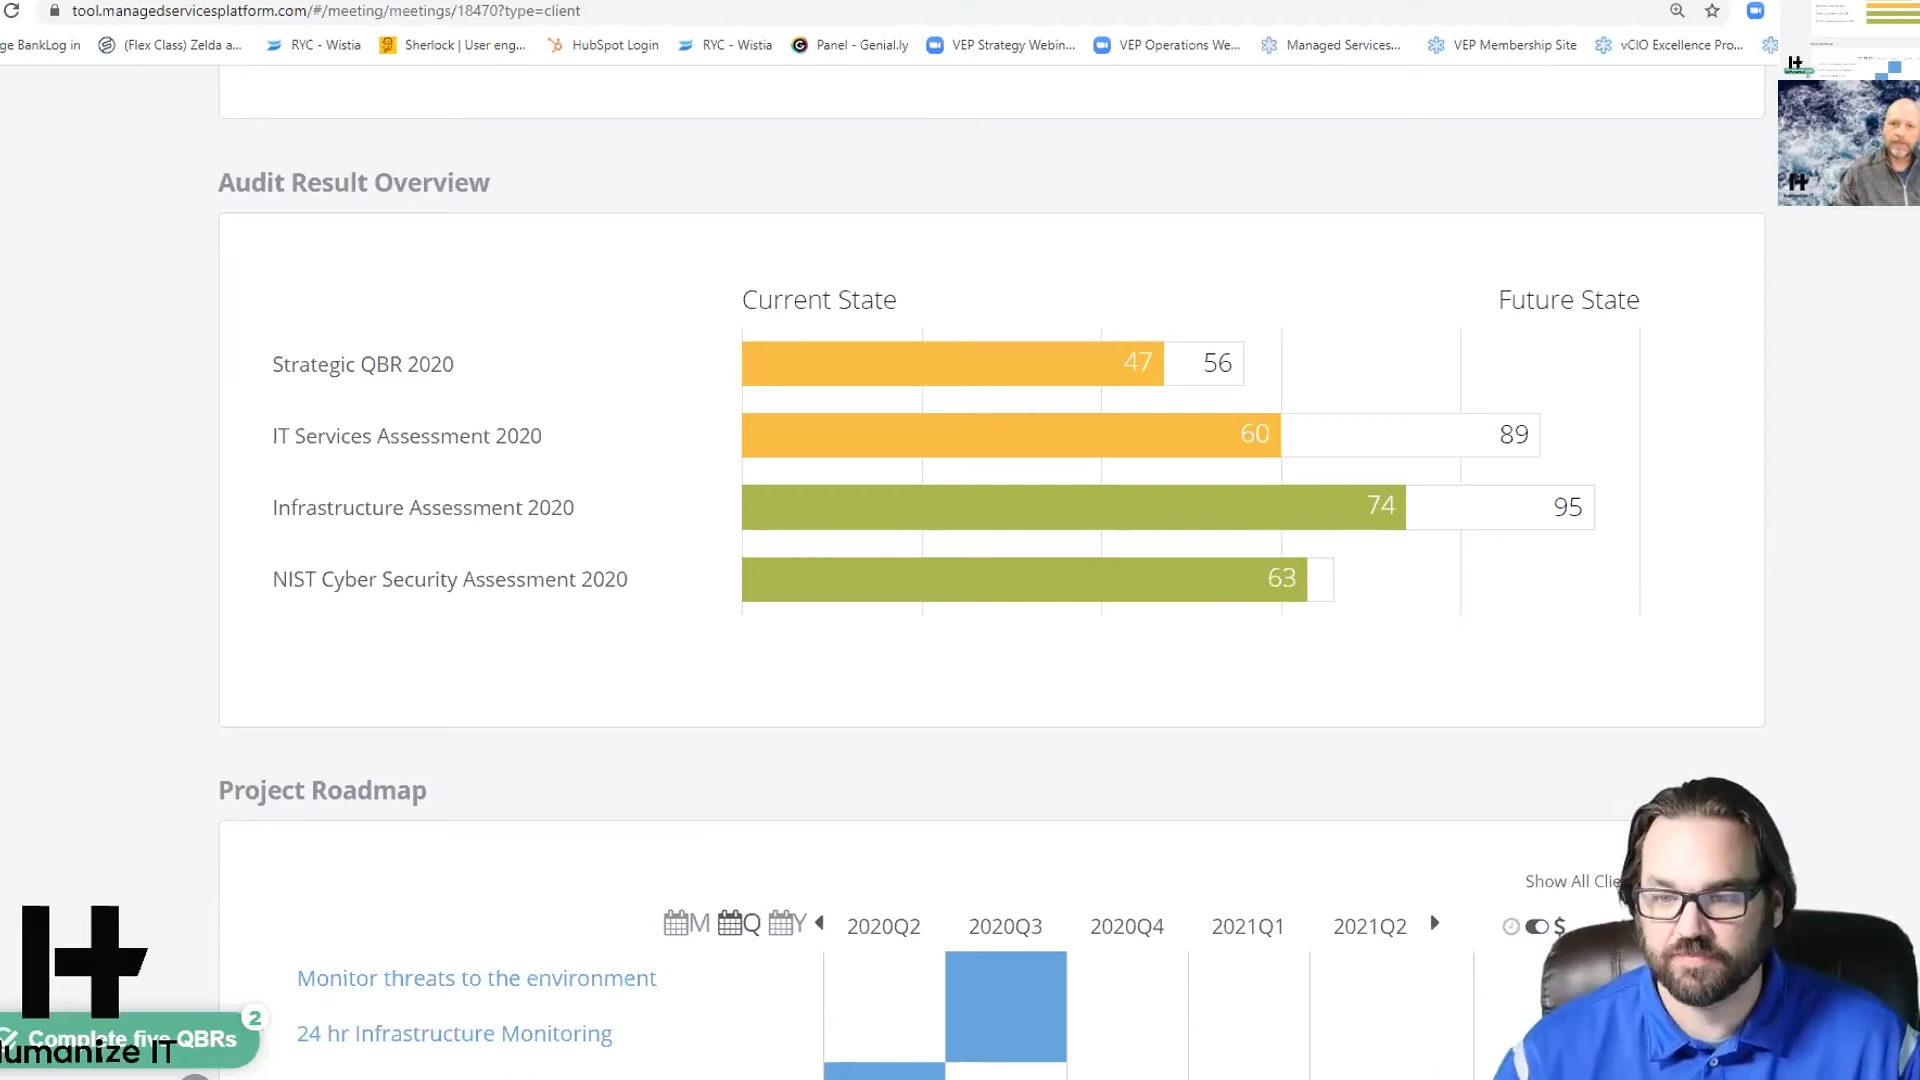 tool.managedservicesplatform.com/#/meeting/meetings/18470?type=client
ge BankLog in (Flex Class) Zelda a... RYC - Wistia Sherlock | User eng... HubSpot Login RYC - Wistia Panel - Genial.ly VEP Strategy Webin... VEP Operations We... Managed Services... VEP Membership Site vCIO Excellence Pro...
Audit Result Overview
Current State Future State
Strategic QBR 2020 47 56
IT Services Assessment 2020 60 89
Infrastructure Assessment 2020 74 95
NIST Cyber Security Assessment 2020 63
Project Roadmap
Show All Clie
M Q Y 2020Q2 2020Q3 2020Q4 2021Q1 2021Q2 $
Monitor threats to the environment
24 hr Infrastructure Monitoring
2
Complete five QBRs
umanize IT